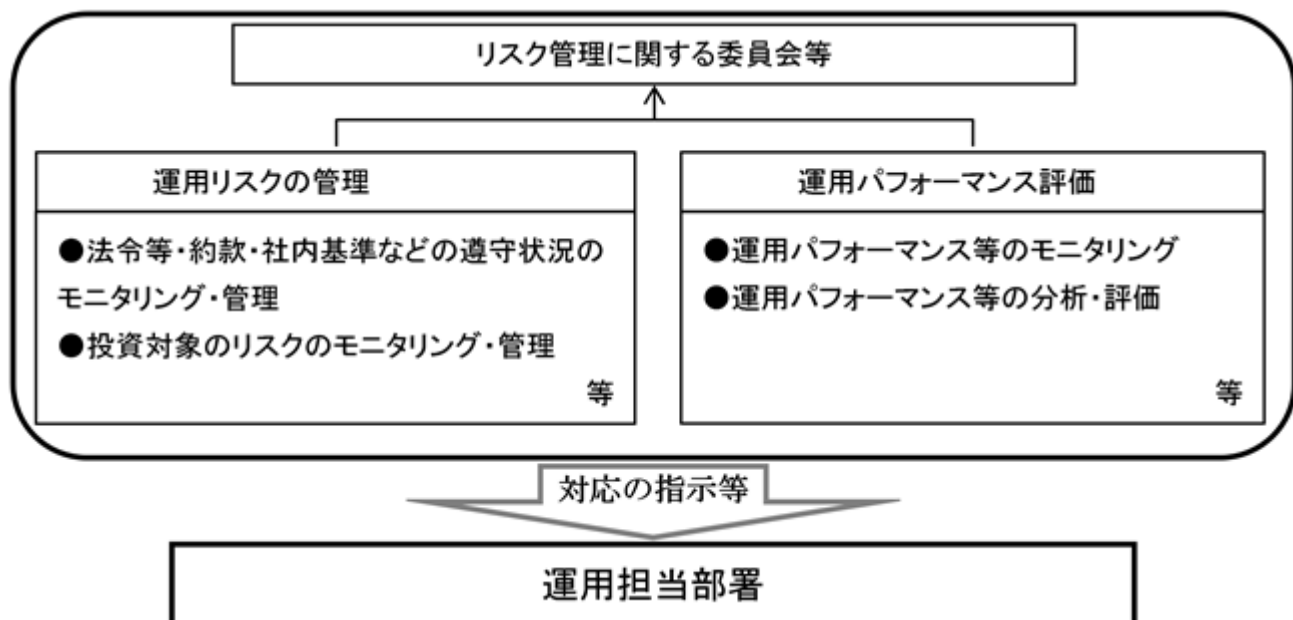 リスク管理に関する委員会等
運用リスクの管理
●法令等・約款・社内基準などの遵守状況の
モニタリング・管理
●投資対象のリスクのモニタリング・管理
等
運用パフォーマンス評価
●運用パフォーマンス等のモニタリング
●運用パフォーマンス等の分析・評価
等
対応の指示等
運用担当部署